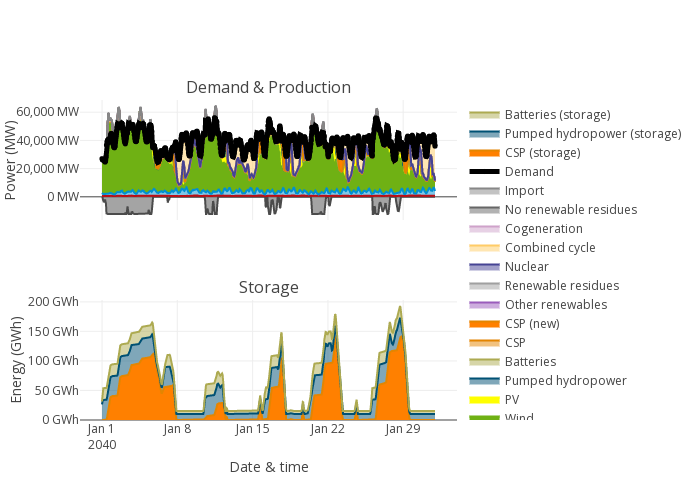 Demand & Production
Power (MW)
60,000 MW
40,000 MW
20,000 MW
0 MW
Storage
Energy (GWh)
200 GWh
150 GWh
100 GWh
50 GWh
0 GWh
Jan 1
2040
Jan 8
Jan 15
Jan 22
Jan 29
Date & time
Batteries (storage)
Pumped hydropower (storage)
CSP (storage)
Demand
Import
No renewable residues
Cogeneration
Combined cycle
Nuclear
Renewable residues
Other renewables
CSP (new)
CSP
Batteries
Pumped hydropower
PV
Wind